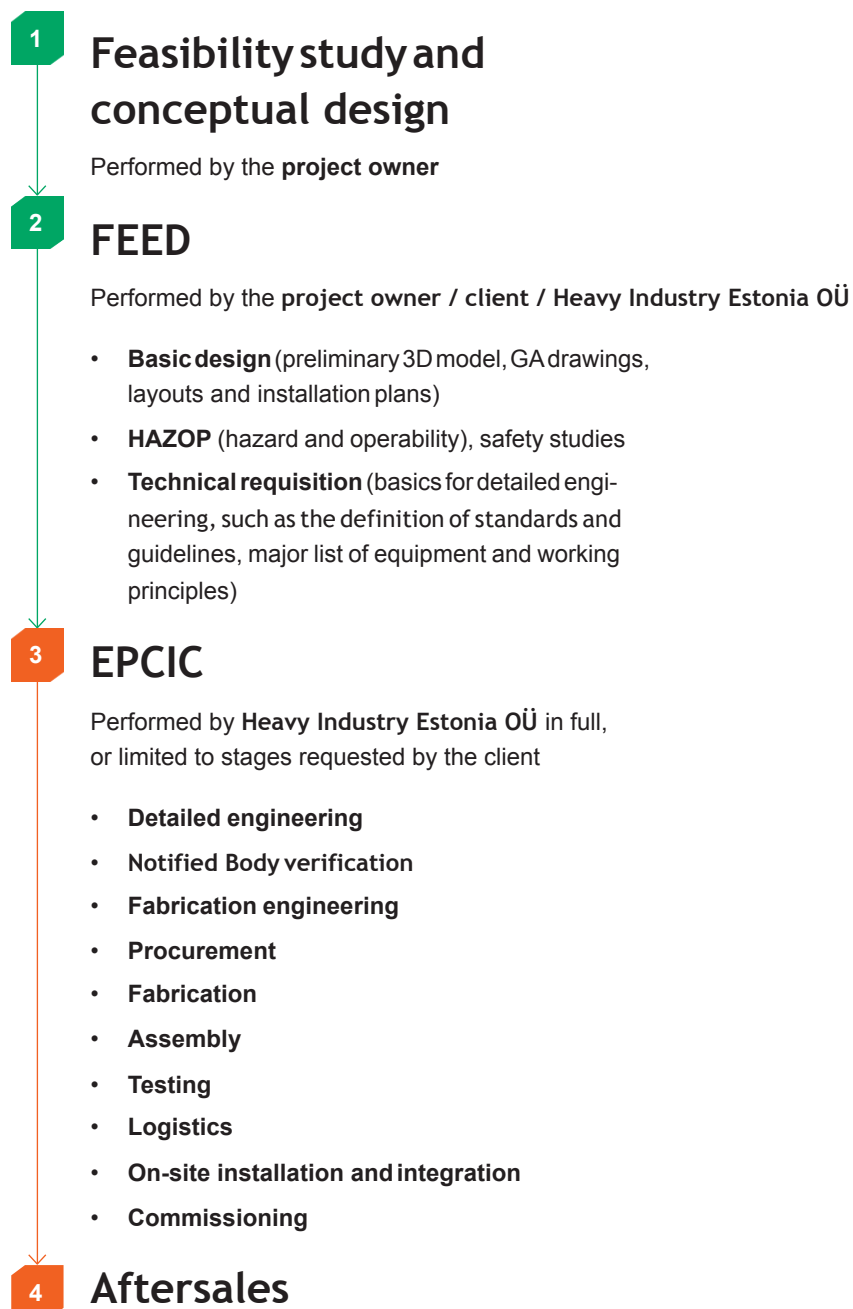 1
Feasibility study and
conceptual design
Performed by the project owner
2
FEED
Performed by the project owner / client / Heavy Industry Estonia OÜ
• Basic design (preliminary 3D model, GA drawings,
layouts and installation plans)
• HAZOP (hazard and operability), safety studies
• Technical requisition (basics for detailed engi-
neering, such as the definition of standards and
guidelines, major list of equipment and working
principles)
3
EPCIC
Performed by Heavy Industry Estonia OÜ in full,
or limited to stages requested by the client
• Detailed engineering
• Notified Body verification
• Fabrication engineering
• Procurement
• Fabrication
• Assembly
• Testing
• Logistics
• On-site installation and integration
• Commissioning
4
Aftersales